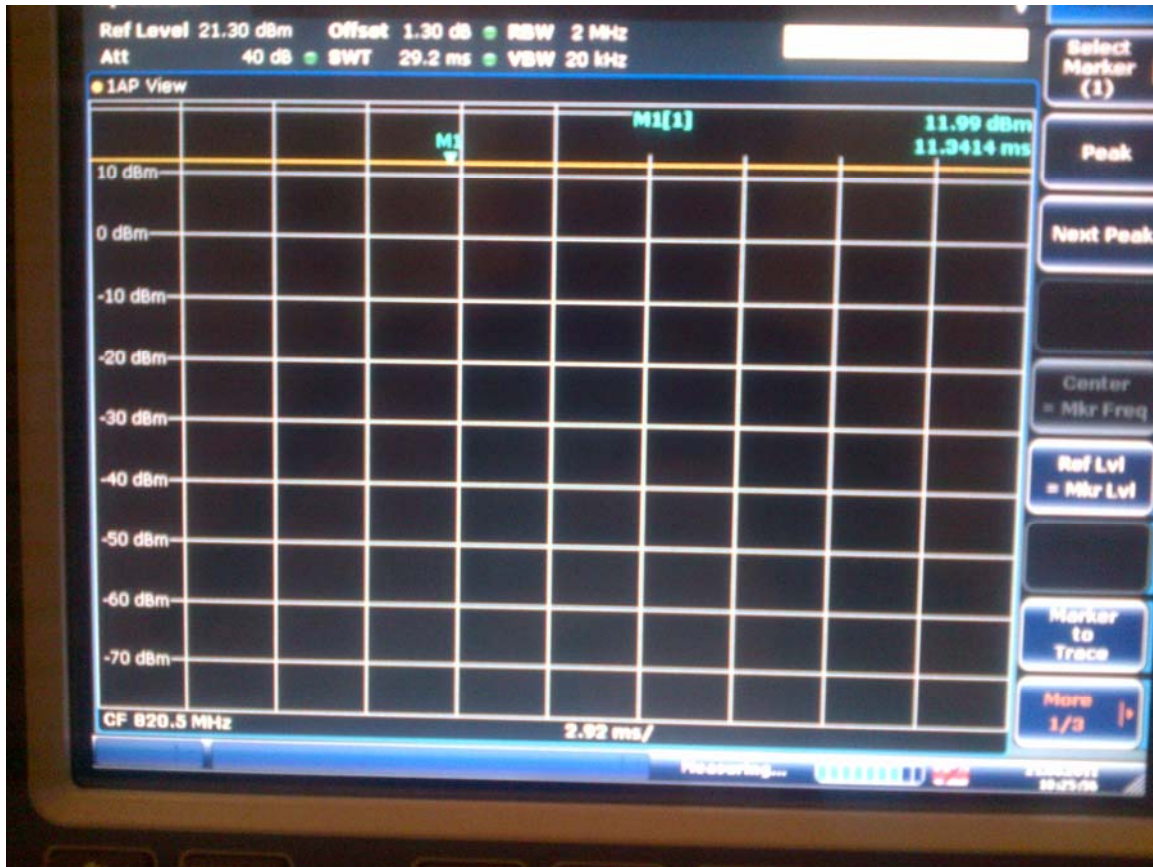 Ref Level 21.30 dBm Offset 1.30 dB RBW 2 MHz
Att 40 dB SWT 29.2 ms VBW 20 kHz
1AP View
M1[1] 11.99 dBm
11.3414 ms
M1
10 dBm
0 dBm
-10 dBm
-20 dBm
-30 dBm
-40 dBm
-50 dBm
-60 dBm
-70 dBm
CF 820.5 MHz 2.92 ms/
Measuring...
Select
Marker
(1)
Peak
Next Peak
Center
= Mkr Freq
Ref Lvl
= Mkr Lvl
Marker
to
Trace
More
1/3